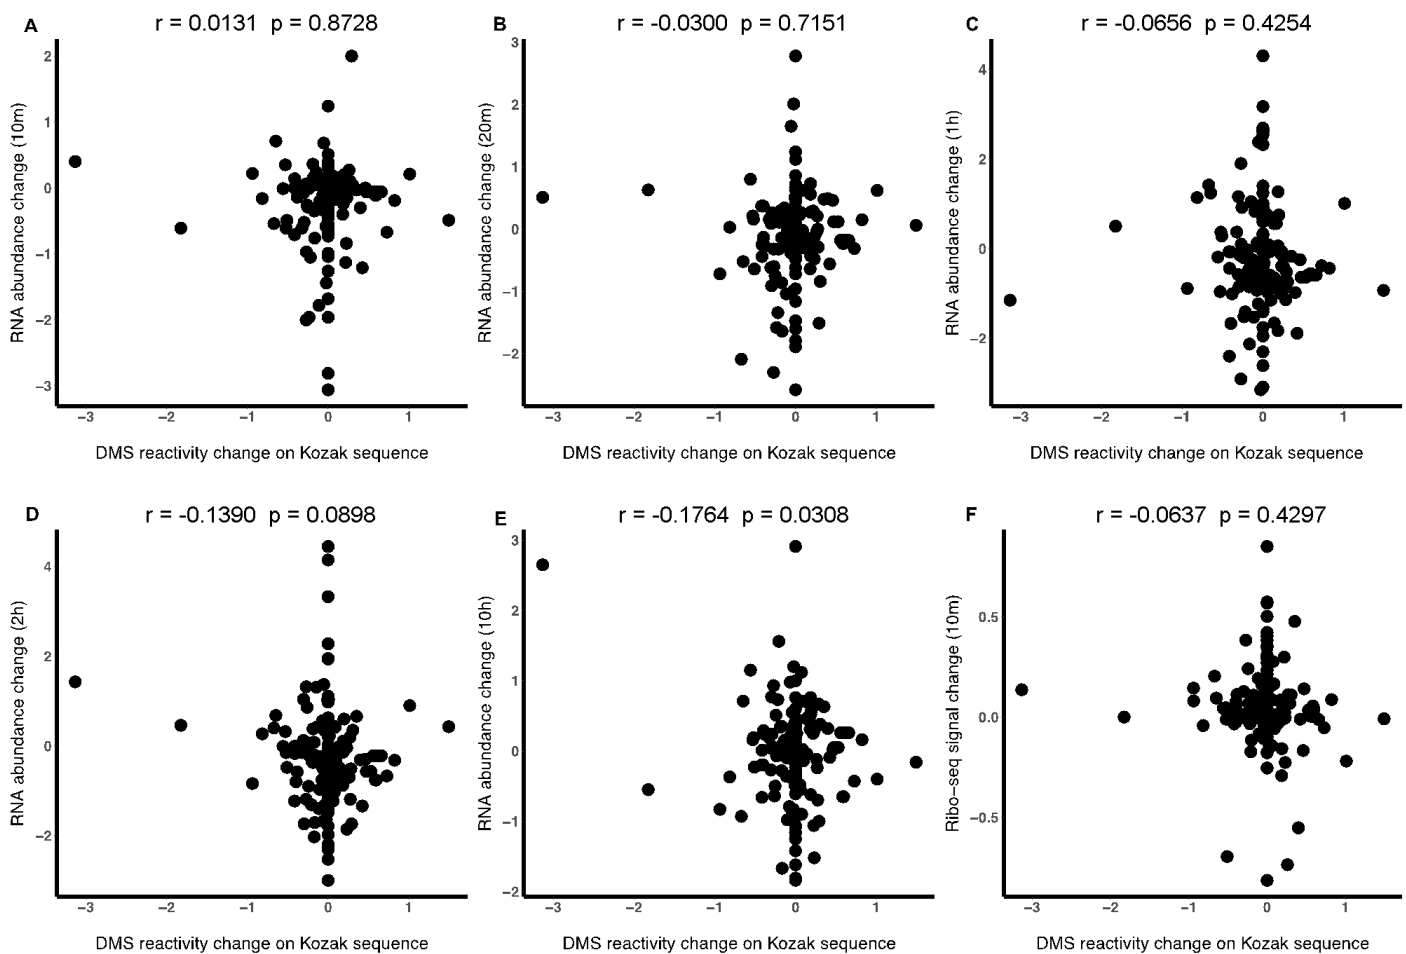 A
r = 0.0131 p = 0.8728
RNA abundance change (10m)
2
1
0
−1
−2
−3
−3 −2 −1 0 1
DMS reactivity change on Kozak sequence
B
r = -0.0300 p = 0.7151
RNA abundance change (20m)
3
2
1
0
−1
−2
−3 −2 −1 0 1
DMS reactivity change on Kozak sequence
C
r = -0.0656 p = 0.4254
RNA abundance change (1h)
4
2
0
−2
−3 −2 −1 0 1
DMS reactivity change on Kozak sequence
D
r = -0.1390 p = 0.0898
RNA abundance change (2h)
4
2
0
−2
−3 −2 −1 0 1
DMS reactivity change on Kozak sequence
E
r = -0.1764 p = 0.0308
RNA abundance change (10h)
3
2
1
0
−1
−2
−3 −2 −1 0 1
DMS reactivity change on Kozak sequence
F
r = -0.0637 p = 0.4297
Ribo−seq signal change (10m)
0.5
0.0
−0.5
−3 −2 −1 0 1
DMS reactivity change on Kozak sequence